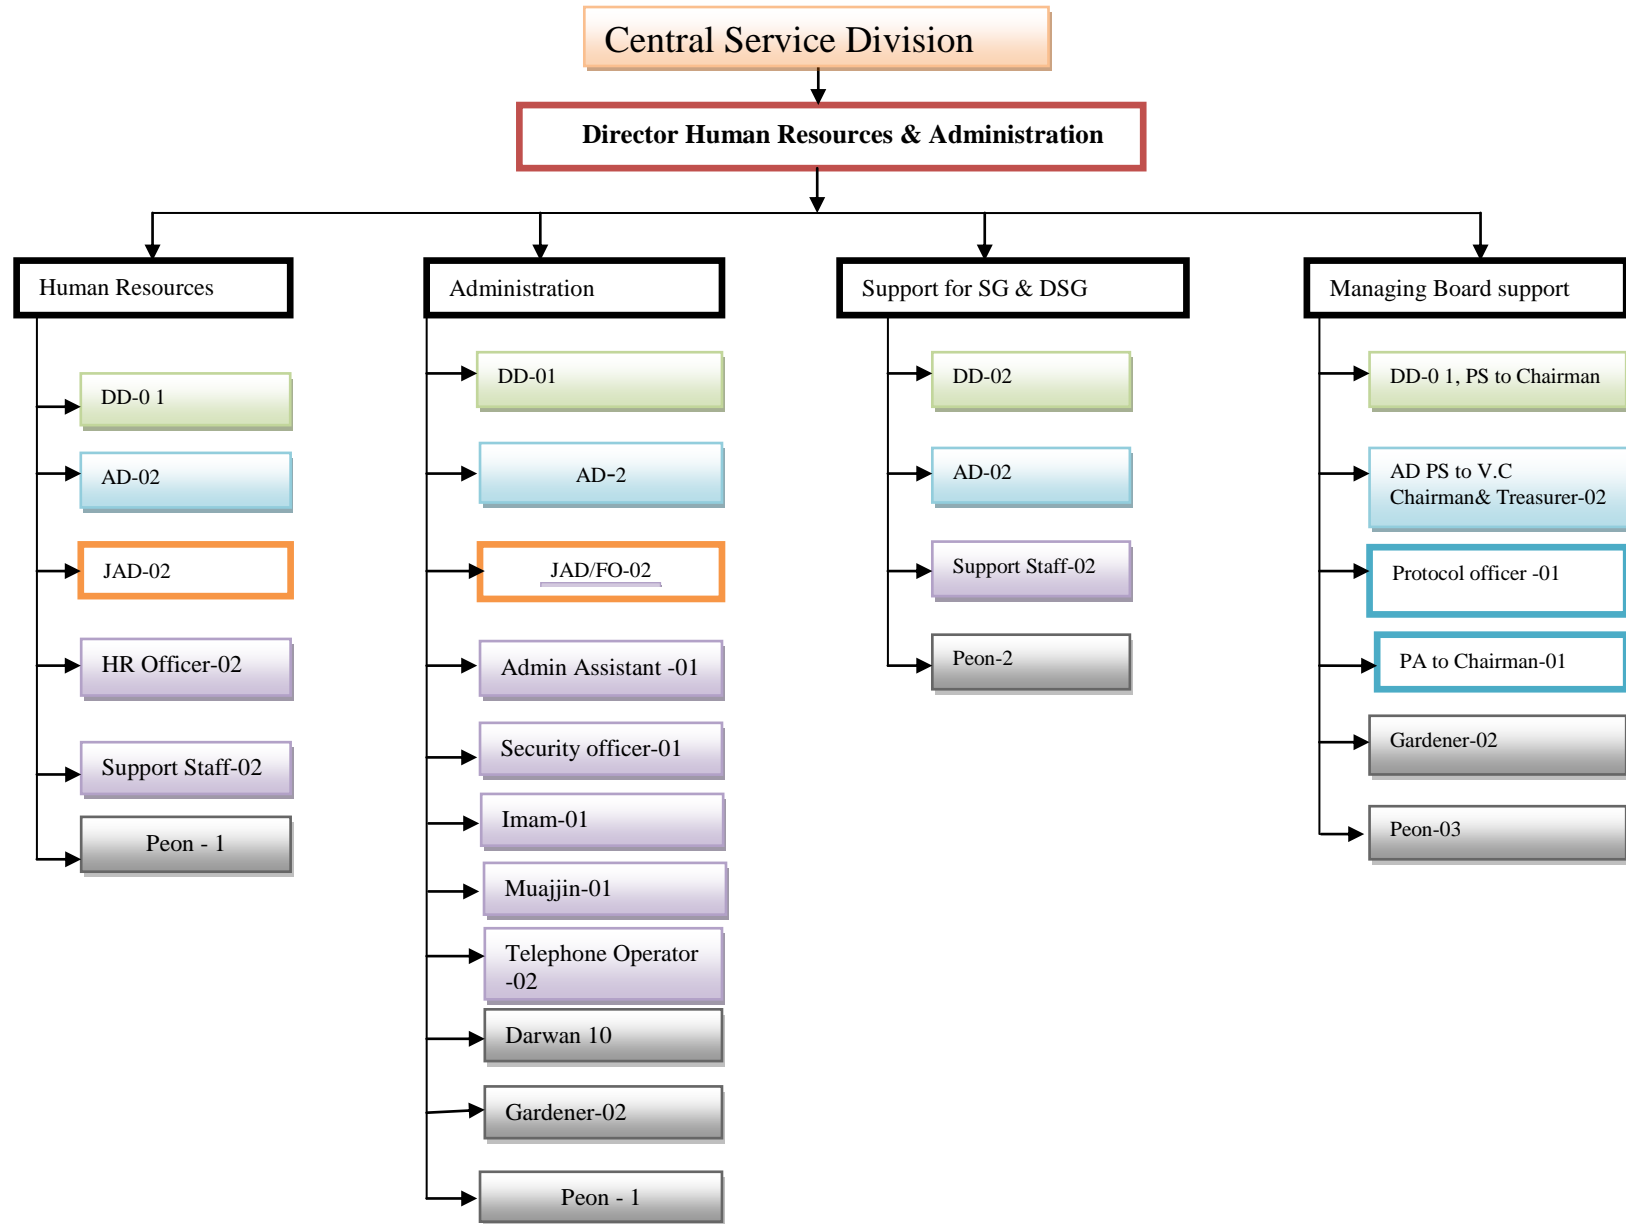 Central Service Division
Director Human Resources & Administration
Human Resources
DD-0 1
AD-02
JAD-02
HR Officer-02
Support Staff-02
Peon - 1
Administration
DD-01
AD-2
JAD/FO-02
Admin Assistant -01
Security officer-01
Imam-01
Muajjin-01
Telephone Operator
-02
Darwan 10
Gardener-02
Peon - 1
Support for SG & DSG
DD-02
AD-02
Support Staff-02
Peon-2
Managing Board support
DD-0 1, PS to Chairman
AD PS to V.C
Chairman& Treasurer-02
Protocol officer -01
PA to Chairman-01
Gardener-02
Peon-03